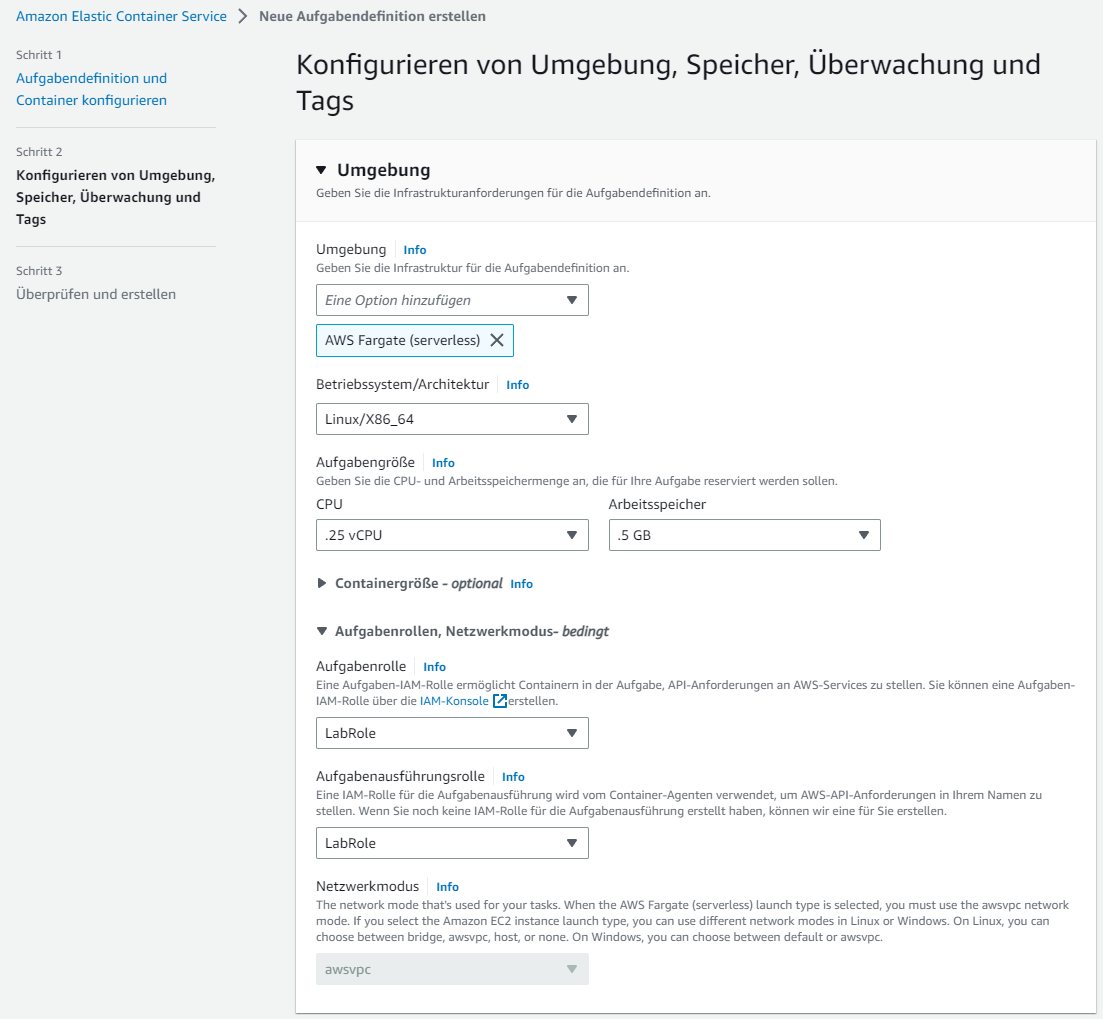 Amazon Elastic Container Service > Neue Aufgabendefinition erstellen
Schritt 1
Aufgabendefinition und
Container konfigurieren
Schritt 2
Konfigurieren von Umgebung,
Speicher, Überwachung und
Tags
Schritt 3
Überprüfen und erstellen
Konfigurieren von Umgebung, Speicher, Überwachung und
Tags
Umgebung
Geben Sie die Infrastrukturanforderungen für die Aufgabendefinition an.
Umgebung Info
Geben Sie die Infrastruktur für die Aufgabendefinition an.
Eine Option hinzufügen
AWS Fargate (serverless)
Betriebssystem/Architektur Info
Linux/X86_64
Aufgabengröße Info
Geben Sie die CPU- und Arbeitsspeichermenge an, die für Ihre Aufgabe reserviert werden sollen.
CPU Arbeitsspeicher
.25 vCPU .5 GB
Containergröße - optional Info
Aufgabenrollen, Netzwerkmodus- bedingt
Aufgabenrolle Info
Eine Aufgaben-IAM-Rolle ermöglicht Containern in der Aufgabe, API-Anforderungen an AWS-Services zu stellen. Sie können eine Aufgaben-
IAM-Rolle über die IAM-Konsole erstellen.
LabRole
Aufgabenausführungsrolle Info
Eine IAM-Rolle für die Aufgabenausführung wird vom Container-Agenten verwendet, um AWS-API-Anforderungen in Ihrem Namen zu
stellen. Wenn Sie noch keine IAM-Rolle für die Aufgabenausführung erstellt haben, können wir eine für Sie erstellen.
LabRole
Netzwerkmodus Info
The network mode that's used for your tasks. When the AWS Fargate (serverless) launch type is selected, you must use the awsvpc network
mode. If you select the Amazon EC2 instance launch type, you can use different network modes in Linux or Windows. On Linux, you can
choose between bridge, awsvpc, host, or none. On Windows, you can choose between default or awsvpc.
awsvpc